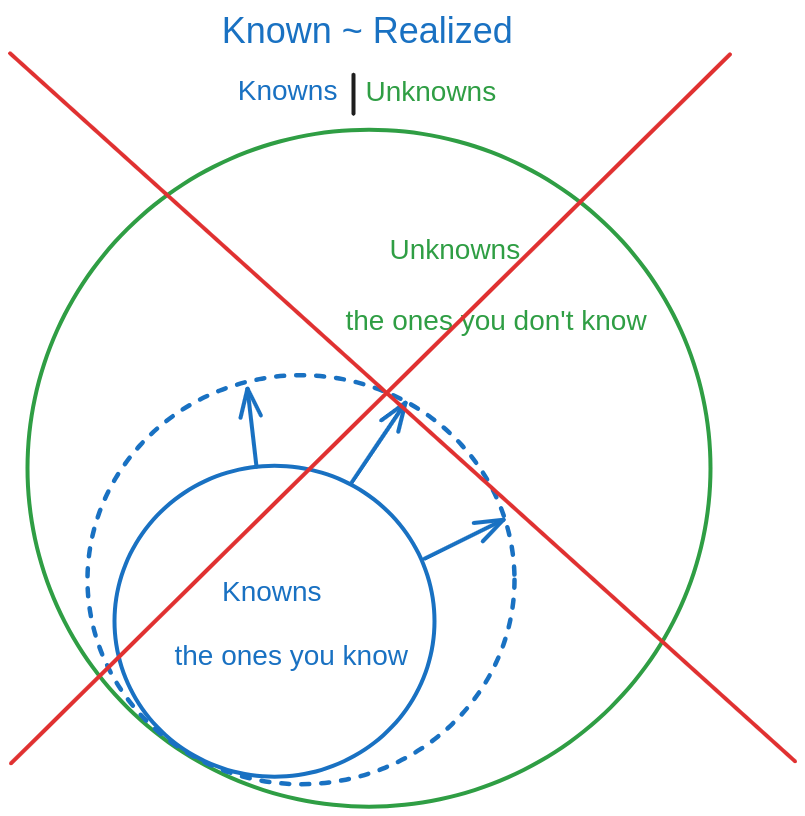 Known ~ Realized
Knowns | Unknowns
Unknowns
the ones you don't know
Knowns
the ones you know